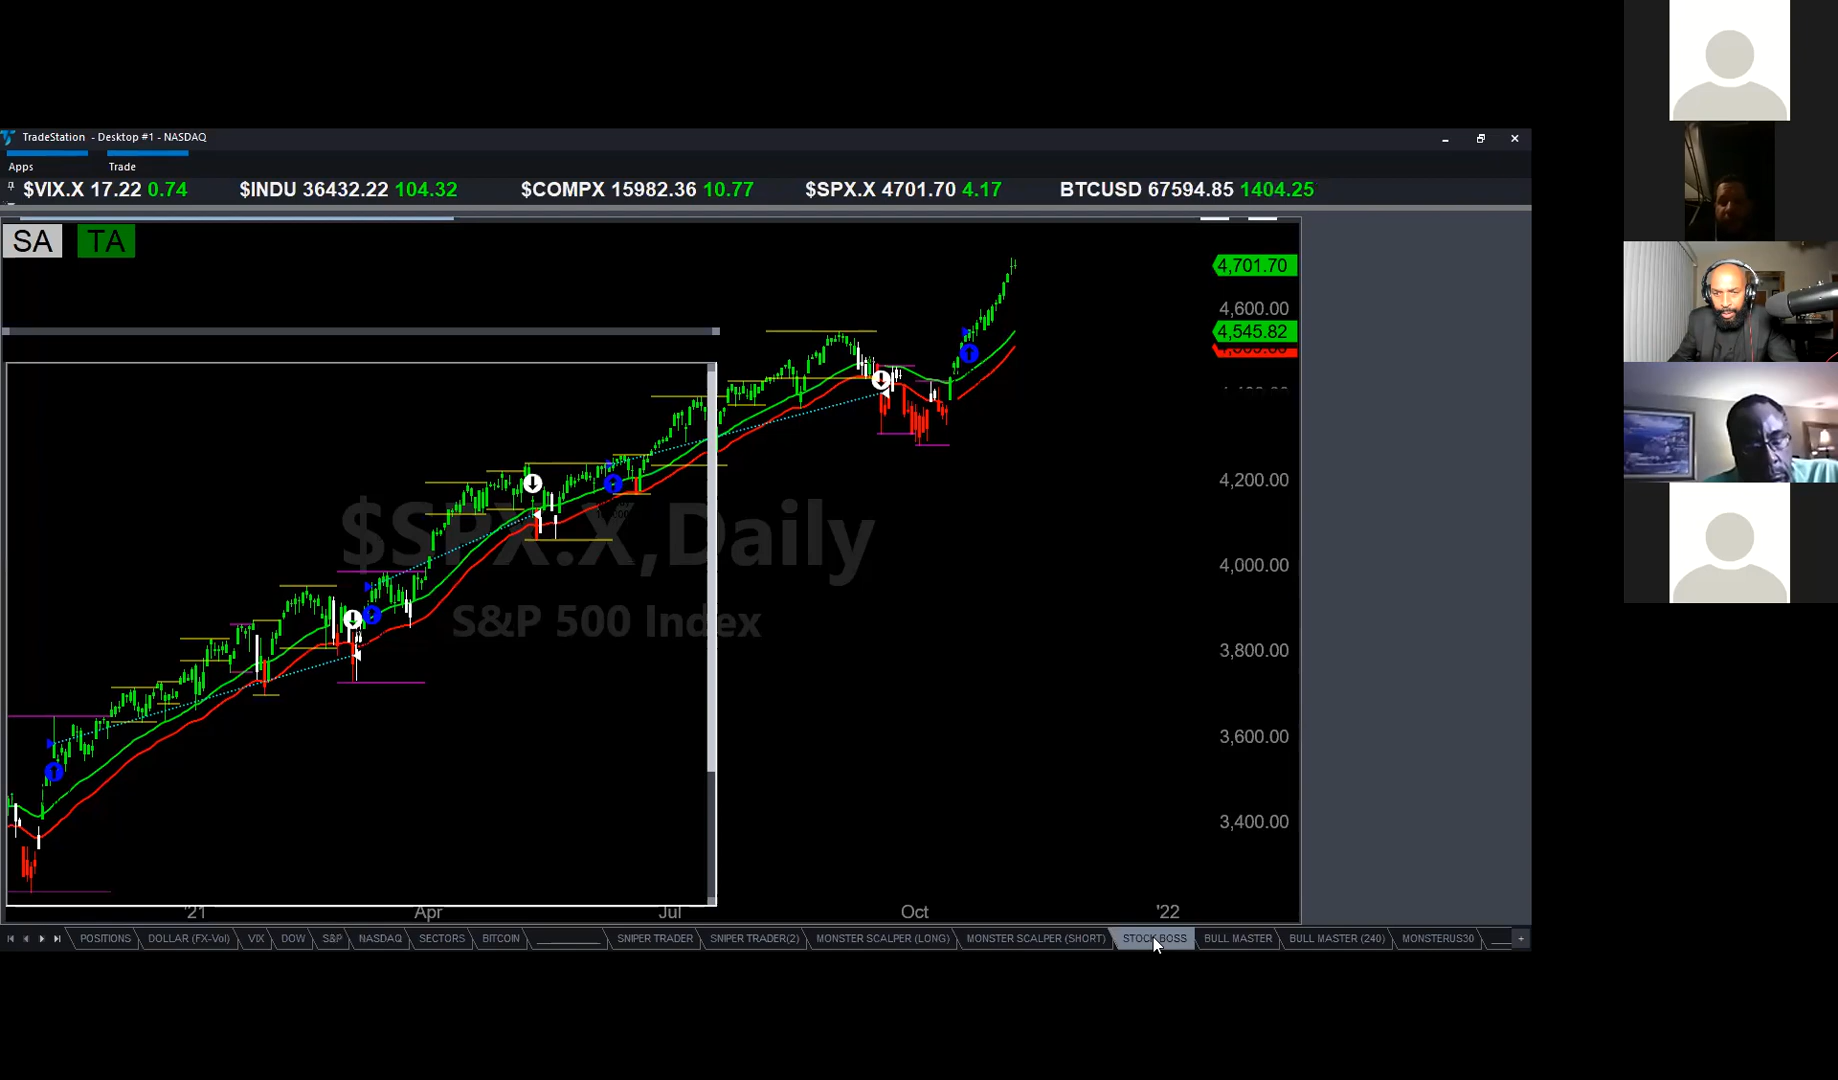 TradeStation - Desktop #1 - NASDAQ
Apps Trade
$VIX.X 17.22 0.74 $INDU 36432.22 104.32 $COMPX 15982.36 10.77 $SPX.X 4701.70 4.17 BTCUSD 67594.85 1404.25
SA TA
4,701.70
4,600.00
4,545.82
4,200.00
$SPX.X,Daily
4,000.00
S&P 500 Index
3,800.00
3,600.00
3,400.00
'21 Apr Jul Oct '22
POSITIONS DOLLAR (FX-Vol) VIX DOW S&P NASDAQ SECTORS BITCOIN SNIPER TRADER SNIPER TRADER(2) MONSTER SCALPER (LONG) MONSTER SCALPER (SHORT) STOCK BOSS BULL MASTER BULL MASTER (240) MONSTERUS30